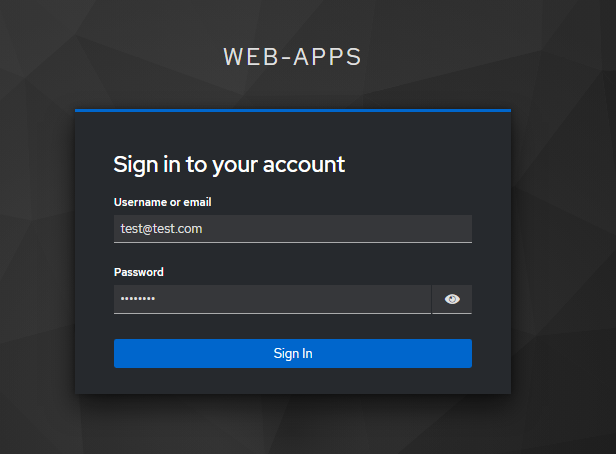 WEB-APPS
Sign in to your account
Username or email
test@test.com
Password
••••••••
Sign In